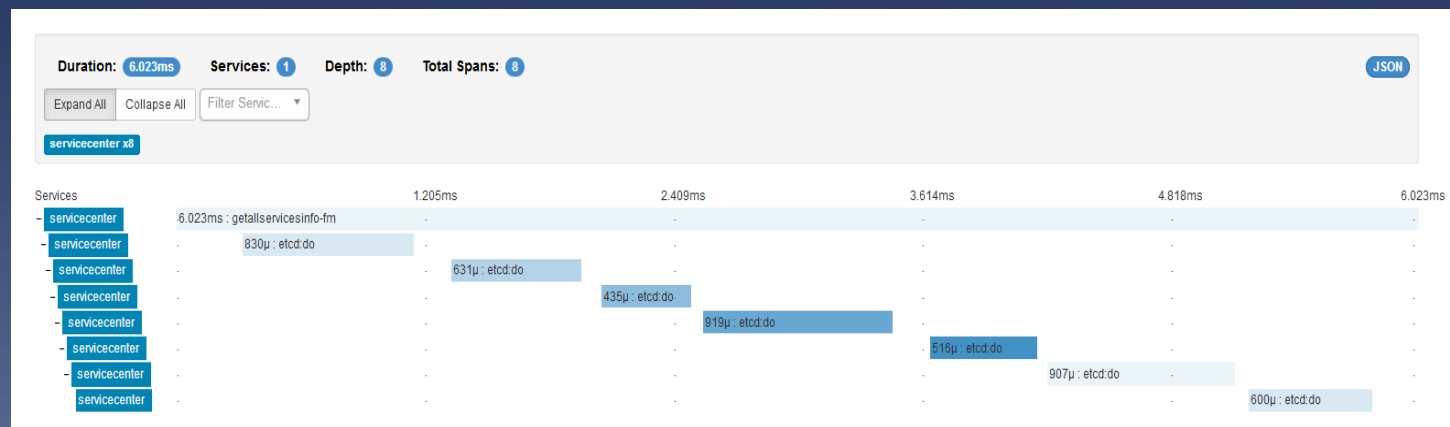 Duration: 6.023ms Services: 1 Depth: 8 Total Spans: 8 JSON
Expand All Collapse All Filter Servic...
servicecenter x8
Services 1.205ms 2.409ms 3.614ms 4.818ms 6.023ms
- servicecenter 6.023ms : getallservicesinfo-fm
- servicecenter 830μ : etcd:do
- servicecenter 631μ : etcd:do
- servicecenter 435μ : etcd:do
- servicecenter 919μ : etcd:do
- servicecenter 516μ : etcd:do
- servicecenter 907μ : etcd:do
servicecenter 600μ : etcd:do